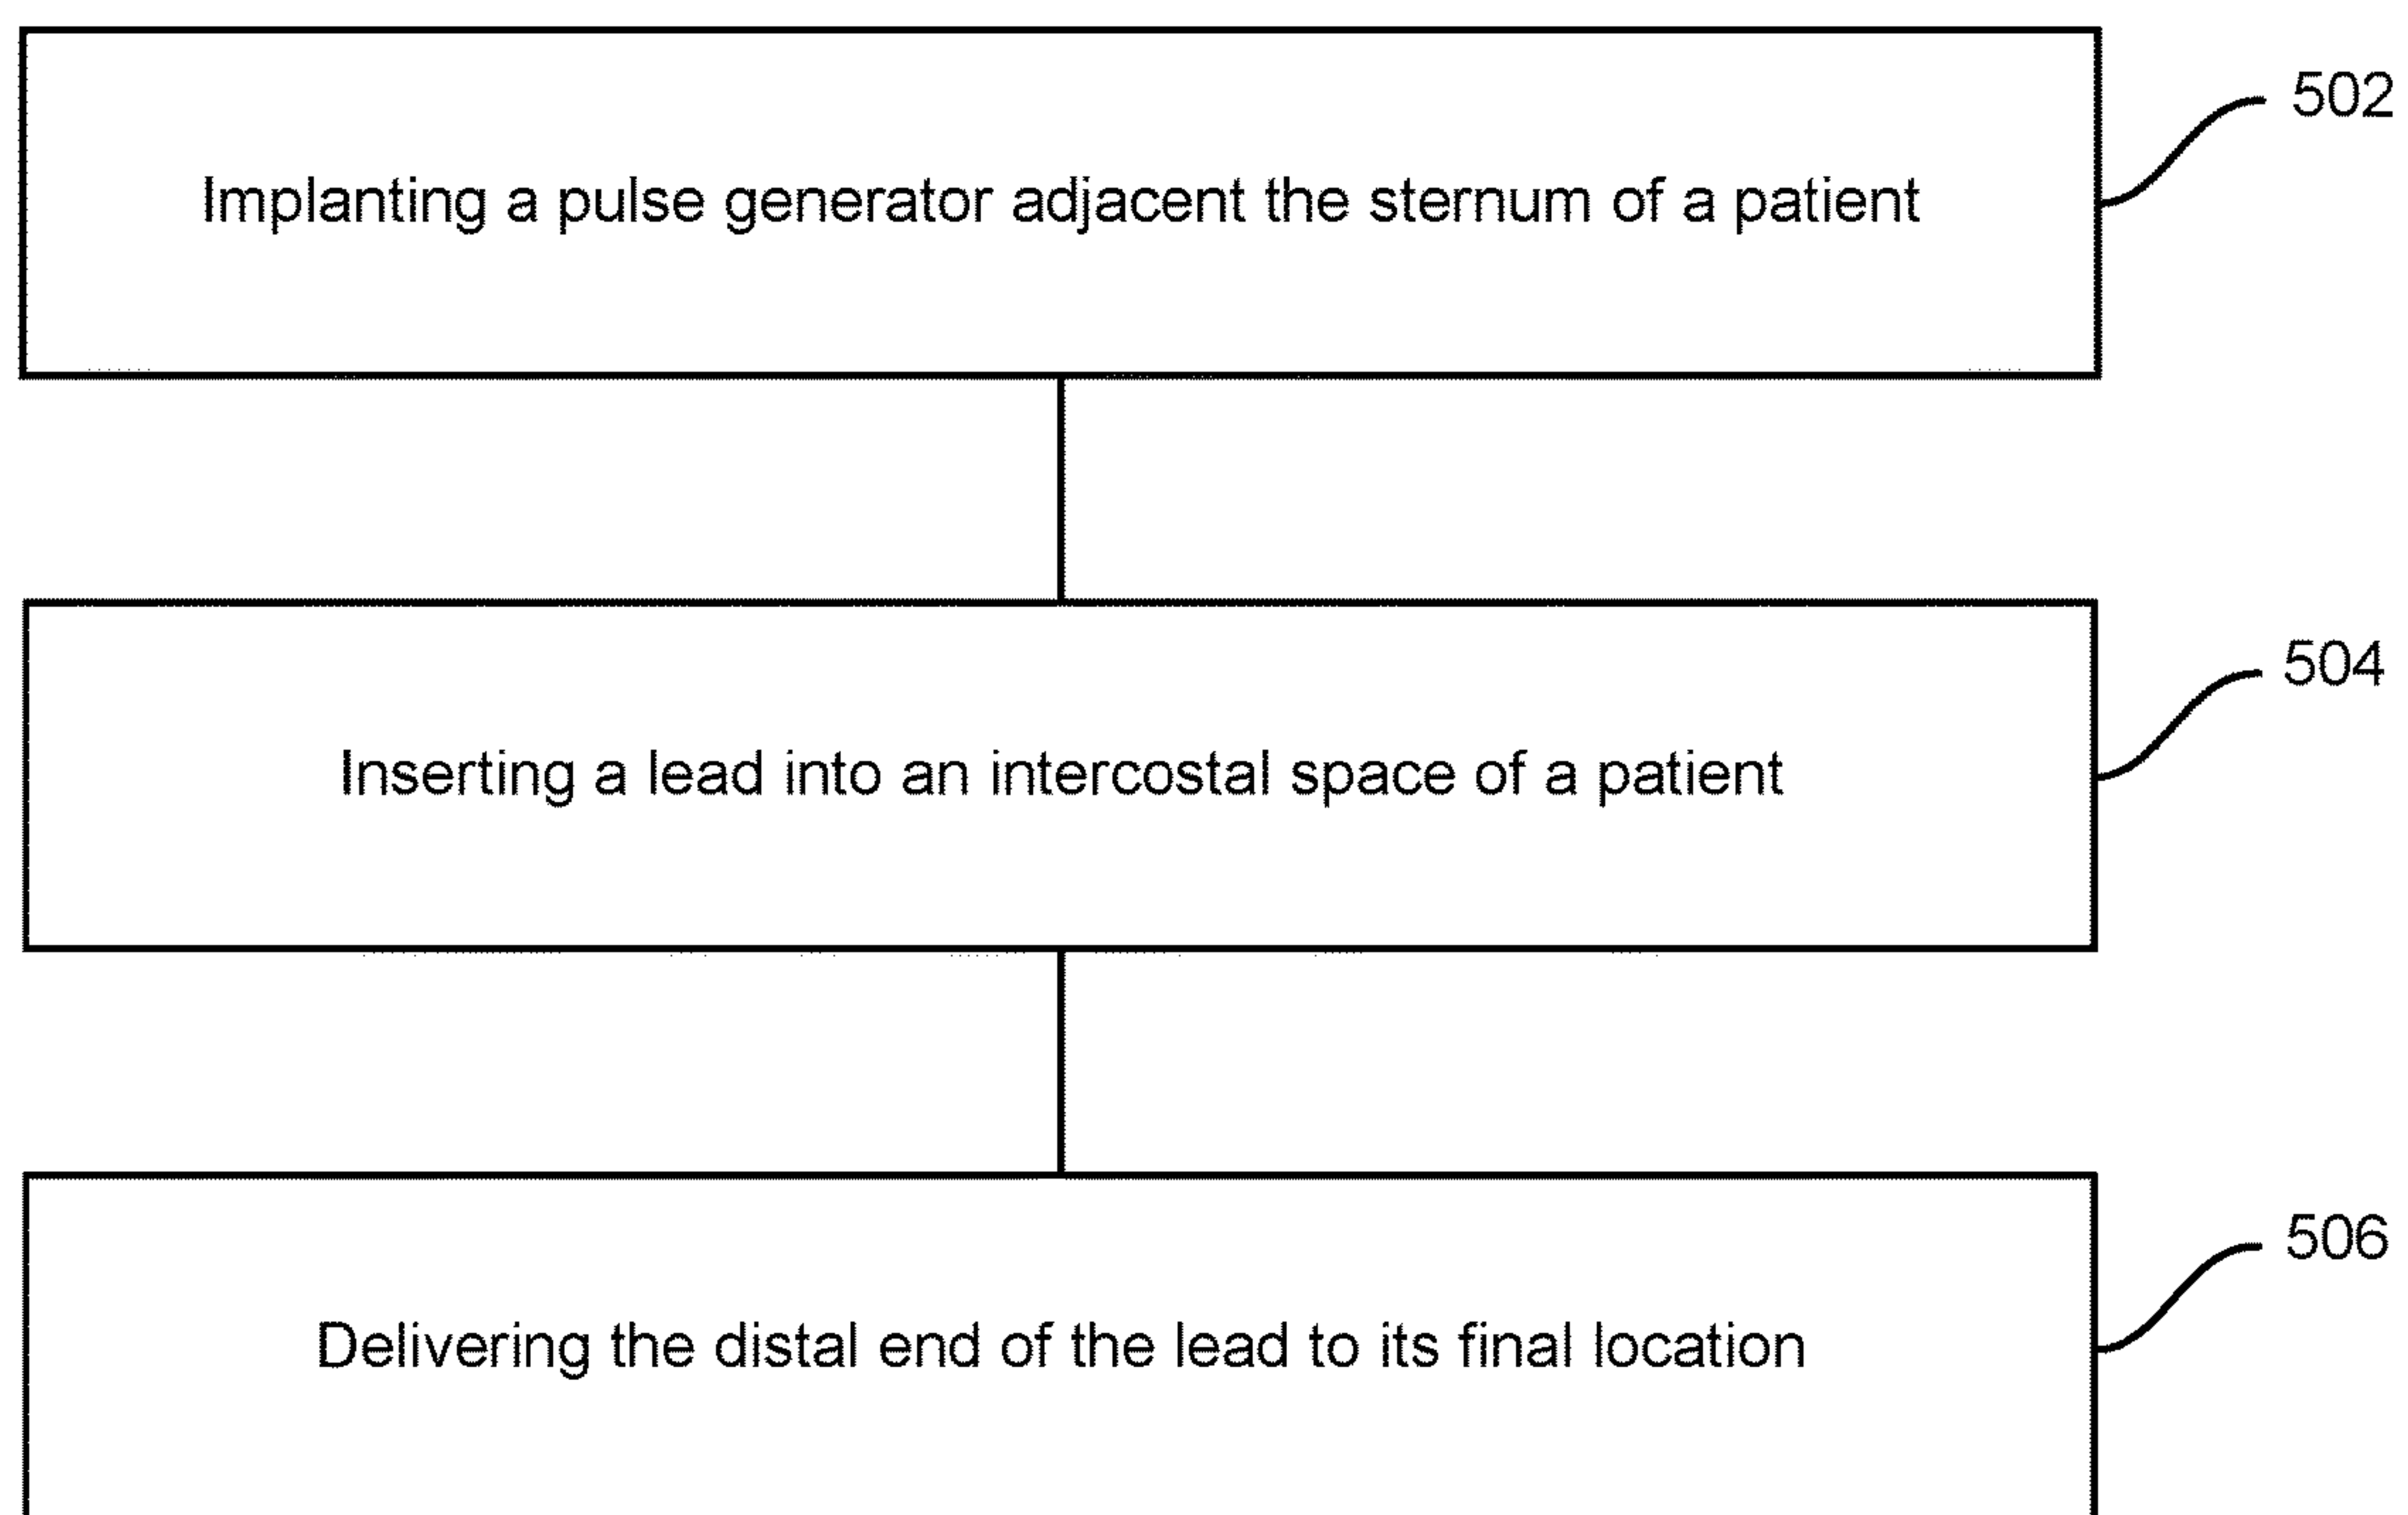 502
Implanting a pulse generator adjacent the sternum of a patient
504
Inserting a lead into an intercostal space of a patient
506
Delivering the distal end of the lead to its final location